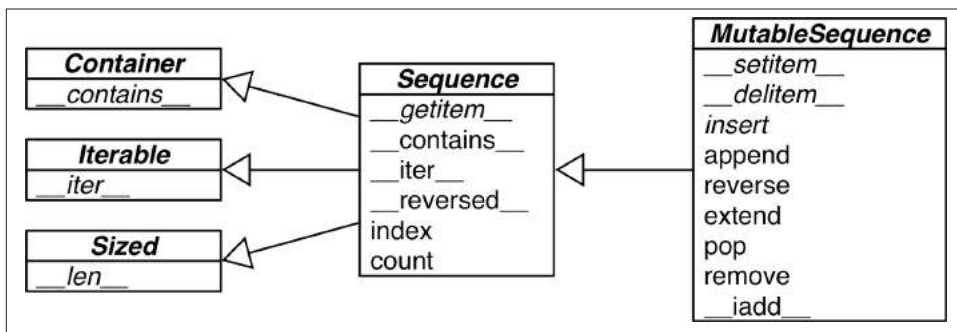 Container
__contains__
Iterable
__iter__
Sized
__len__
Sequence
__getitem__
__contains__
__iter__
__reversed__
index
count
MutableSequence
__setitem__
__delitem__
insert
append
reverse
extend
pop
remove
__iadd__